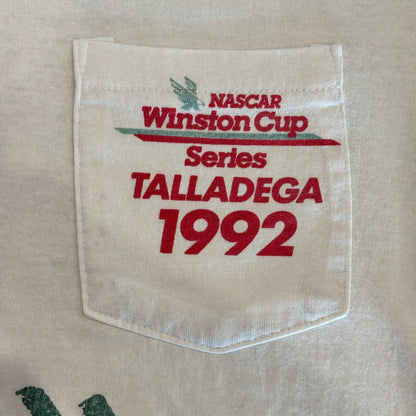 NASCAR
Winston Cup
Series
TALLADEGA
1992